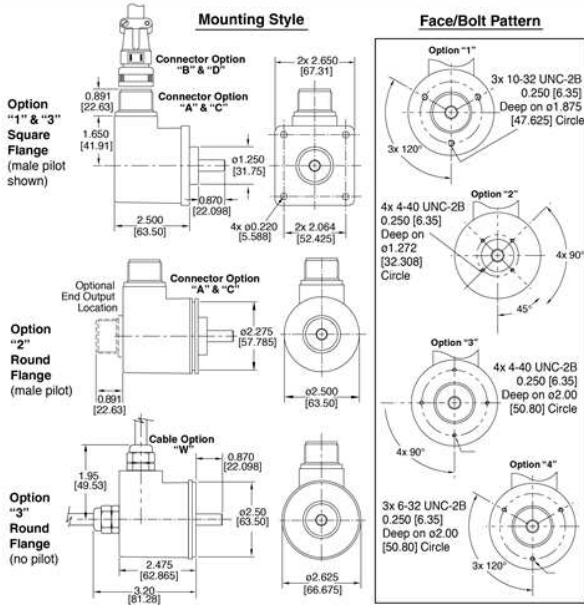 Mounting Style
Connector Option
"B" & "D"
0.891
[22.63]
Connector Option
"A" & "C"
Option
"1" & "3"
Square
Flange
(male pilot
shown)
1.650
[41.91]
2.500
[63.50]
ø1.250
[31.75]
0.870
[22.098]
2x 2.650
[67.31]
4x ø0.220
[5.588]
2x 2.064
[52.425]
Optional
End Output
Location
Connector Option
"A" & "C"
Option
"2"
Round
Flange
(male pilot)
0.891
[22.63]
ø2.275
[57.785]
ø2.500
[63.50]
Cable Option
"W"
0.870
[22.098]
1.95
[49.53]
Option
"3"
Round
Flange
(no pilot)
ø2.50
[63.50]
2.475
[62.865]
3.20
[81.28]
ø2.625
[66.675]
Face/Bolt Pattern
Option "1"
3x 10-32 UNC-2B
0.250 [6.35]
Deep on ø1.875
[47.625] Circle
3x 120°
Option "2"
4x 4-40 UNC-2B
0.250 [6.35]
Deep on
ø1.272
[32.308]
Circle
4x 90°
45°
Option "3"
4x 4-40 UNC-2B
0.250 [6.35]
Deep on ø2.00
[50.80] Circle
4x 90°
Option "4"
3x 6-32 UNC-2B
0.250 [6.35]
Deep on ø2.00
[50.80] Circle
3x 120°